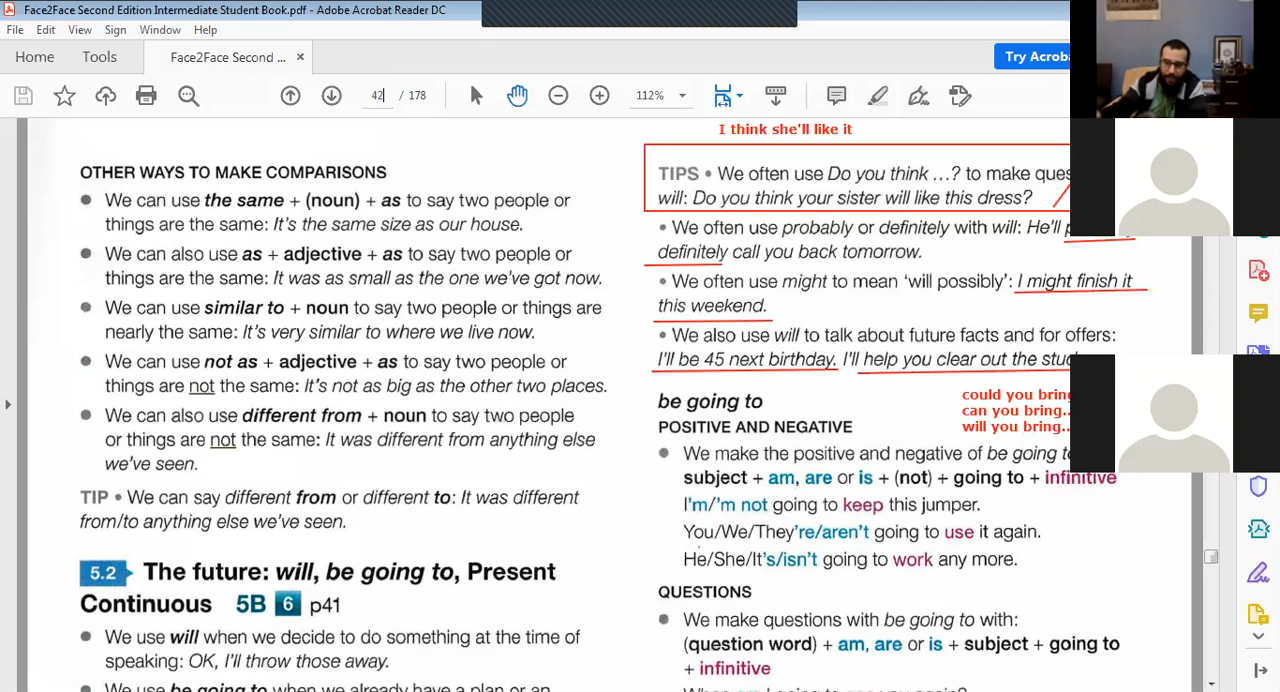 Face2Face Second Edition Intermediate Student Book.pdf - Adobe Acrobat Reader DC
File Edit View Sign Window Help
Home Tools Face2Face Second ... × Try Acroba
42 / 178 112%
OTHER WAYS TO MAKE COMPARISONS
We can use the same + (noun) + as to say two people or
things are the same: It's the same size as our house.
We can also use as + adjective + as to say two people or
things are the same: It was as small as the one we've got now.
We can use similar to + noun to say two people or things are
nearly the same: It's very similar to where we live now.
We can use not as + adjective + as to say two people or
things are not the same: It's not as big as the other two places.
We can also use different from + noun to say two people
or things are not the same: It was different from anything else
we've seen.
TIP • We can say different from or different to: It was different
from/to anything else we've seen.
5.2 The future: will, be going to, Present
Continuous 5B 6 p41
We use will when we decide to do something at the time of
speaking: OK, I'll throw those away.
We use be going to when we already have a plan or an
I think she'll like it
TIPS • We often use Do you think …? to make ques
will: Do you think your sister will like this dress?
• We often use probably or definitely with will: He'll
definitely call you back tomorrow.
• We often use might to mean 'will possibly': I might finish it
this weekend.
• We also use will to talk about future facts and for offers:
I'll be 45 next birthday. I'll help you clear out the stu
could you bring
can you bring..
will you bring..
be going to
POSITIVE AND NEGATIVE
We make the positive and negative of be going to
subject + am, are or is + (not) + going to + infinitive
I'm/'m not going to keep this jumper.
You/We/They're/aren't going to use it again.
He/She/It's/isn't going to work any more.
QUESTIONS
We make questions with be going to with:
(question word) + am, are or is + subject + going to
+ infinitive